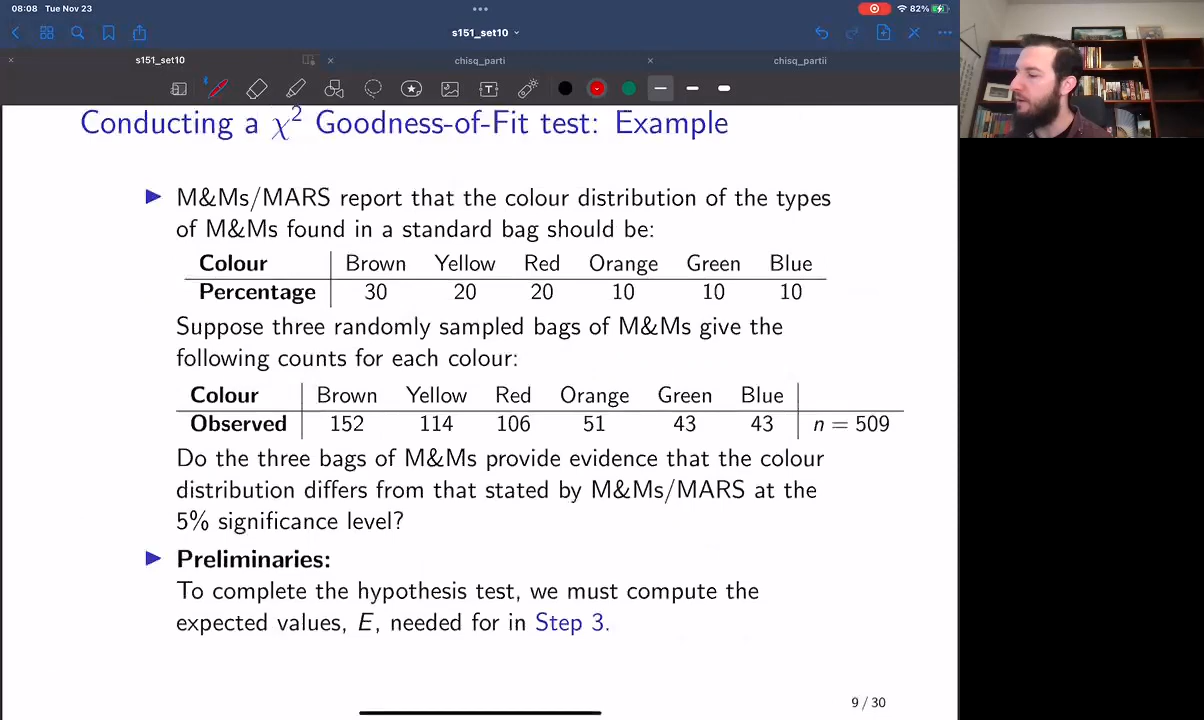 08:08 Tue Nov 23
82%
s151_set10
s151_set10
chisq_parti
chisq_partii
Conducting a χ² Goodness-of-Fit test: Example
M&Ms/MARS report that the colour distribution of the types
of M&Ms found in a standard bag should be:
Colour Brown Yellow Red Orange Green Blue
Percentage 30 20 20 10 10 10
Suppose three randomly sampled bags of M&Ms give the
following counts for each colour:
Colour Brown Yellow Red Orange Green Blue
Observed 152 114 106 51 43 43 n = 509
Do the three bags of M&Ms provide evidence that the colour
distribution differs from that stated by M&Ms/MARS at the
5% significance level?
Preliminaries:
To complete the hypothesis test, we must compute the
expected values, E, needed for in Step 3.
9 / 30